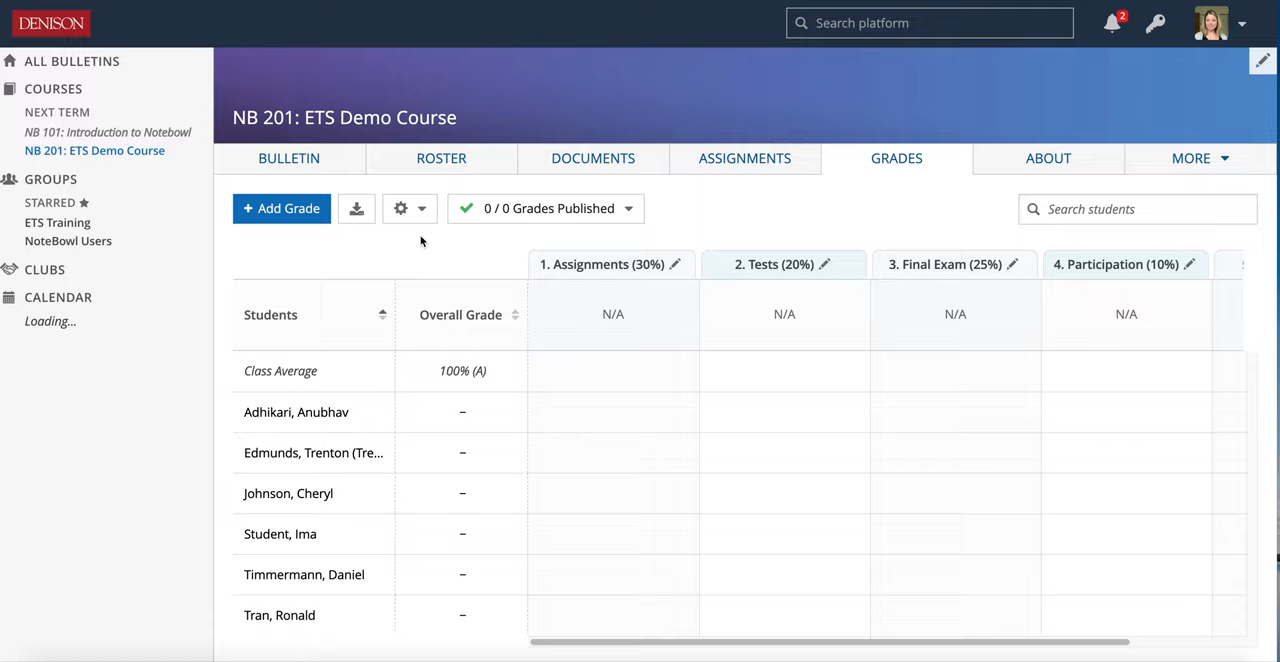 DENISON
Search platform
2
ALL BULLETINS
COURSES
NEXT TERM
NB 101: Introduction to Notebowl
NB 201: ETS Demo Course
GROUPS
STARRED
ETS Training
NoteBowl Users
CLUBS
CALENDAR
Loading...
NB 201: ETS Demo Course
BULLETIN
ROSTER
DOCUMENTS
ASSIGNMENTS
GRADES
ABOUT
MORE
+ Add Grade
0 / 0 Grades Published
Search students
1. Assignments (30%)
2. Tests (20%)
3. Final Exam (25%)
4. Participation (10%)
Students
Overall Grade
N/A
N/A
N/A
N/A
Class Average
100% (A)
Adhikari, Anubhav
–
Edmunds, Trenton (Tre...
–
Johnson, Cheryl
–
Student, Ima
–
Timmermann, Daniel
–
Tran, Ronald
–